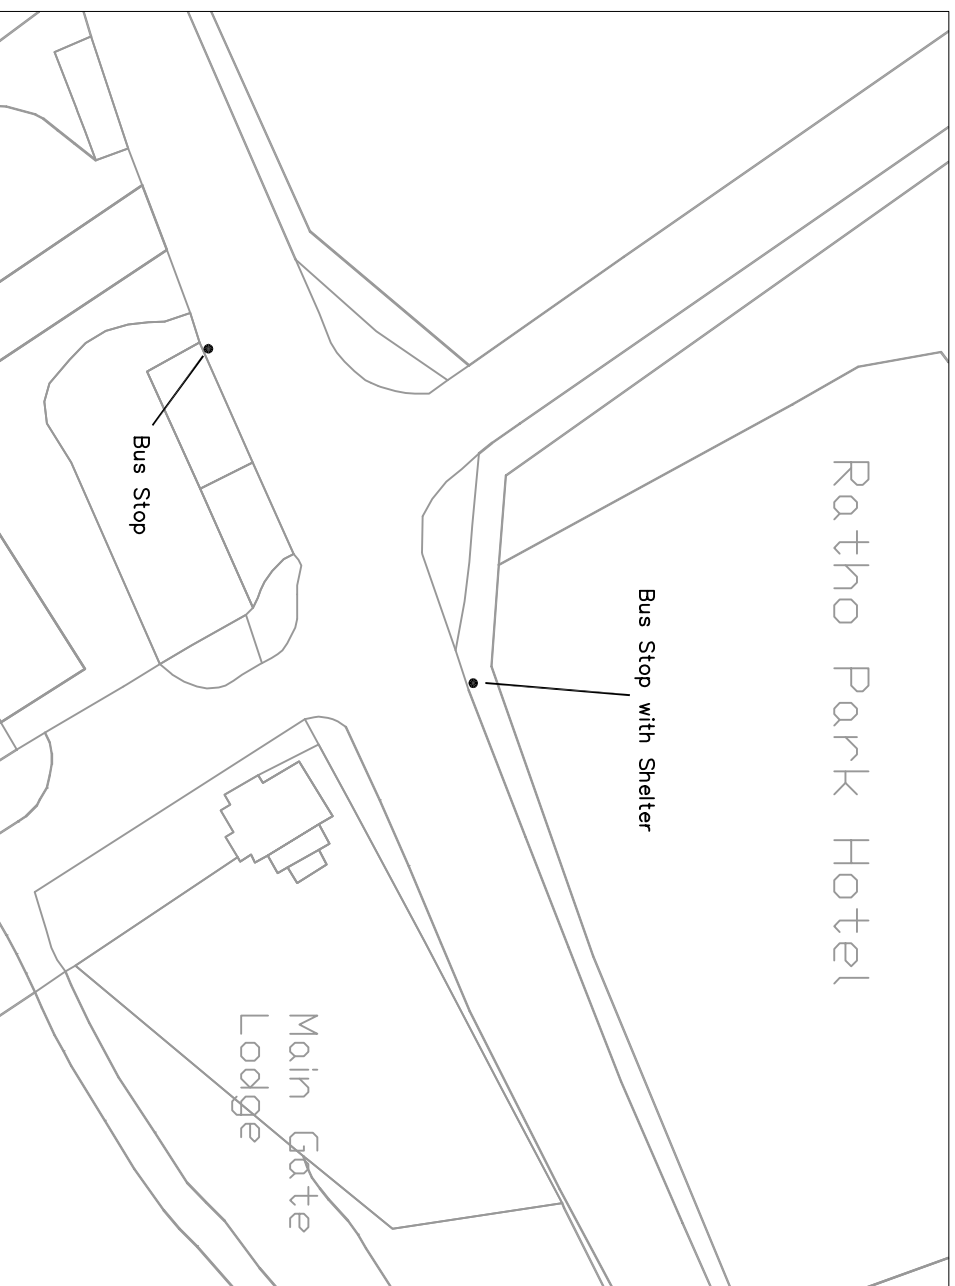 Ratho Park Hotel
Bus Stop with Shelter
Main Gate
Lodge
Bus Stop